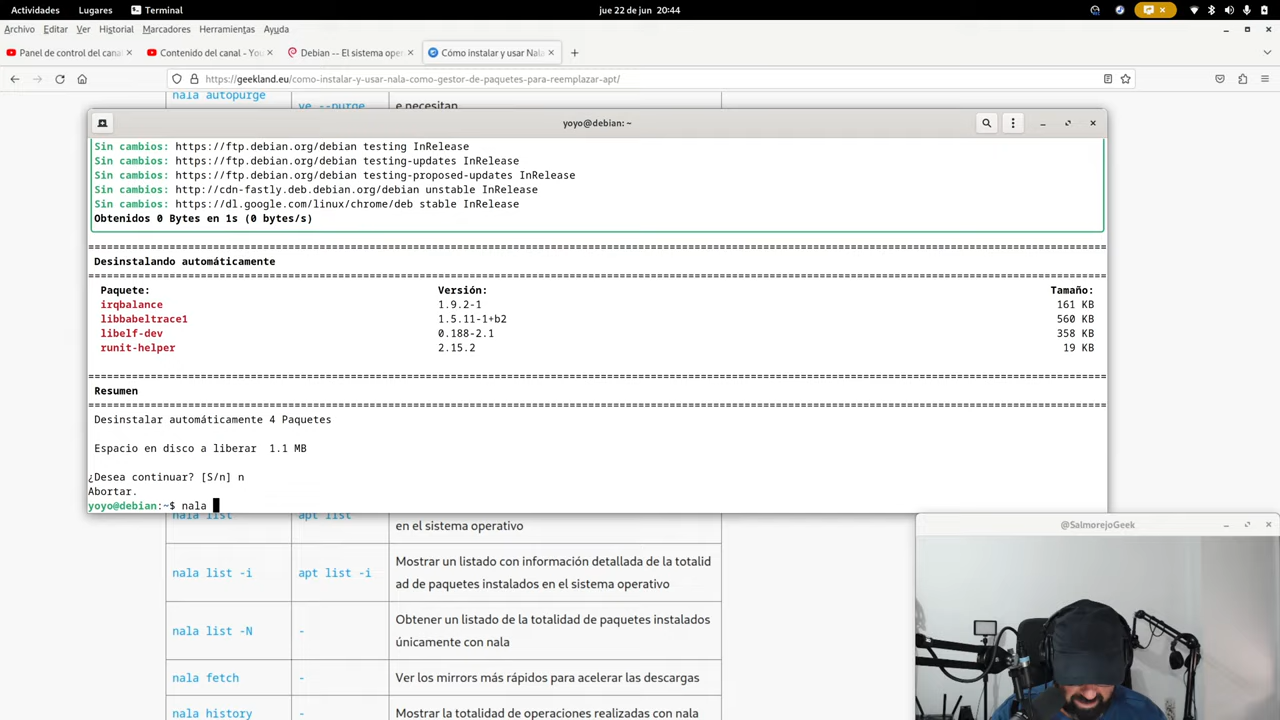 Actividades Lugares Terminal jue 22 de jun 20:44
Archivo Editar Ver Historial Marcadores Herramientas Ayuda
Panel de control del cana Contenido del canal - You Debian -- El sistema oper Cómo instalar y usar Nala
https://geekland.eu/como-instalar-y-usar-nala-como-gestor-de-paquetes-para-reemplazar-apt/
nala autopurge ve --purge e necesitan
yoyo@debian: ~
Sin cambios: https://ftp.debian.org/debian testing InRelease
Sin cambios: https://ftp.debian.org/debian testing-updates InRelease
Sin cambios: https://ftp.debian.org/debian testing-proposed-updates InRelease
Sin cambios: http://cdn-fastly.deb.debian.org/debian unstable InRelease
Sin cambios: https://dl.google.com/linux/chrome/deb stable InRelease
Obtenidos 0 Bytes en 1s (0 bytes/s)
Desinstalando automáticamente
Paquete: Versión: Tamaño:
irqbalance 1.9.2-1 161 KB
libbabeltrace1 1.5.11-1+b2 560 KB
libelf-dev 0.188-2.1 358 KB
runit-helper 2.15.2 19 KB
Resumen
Desinstalar automáticamente 4 Paquetes
Espacio en disco a liberar 1.1 MB
¿Desea continuar? [S/n] n
Abortar.
yoyo@debian:~$ nala
nala list apt list en el sistema operativo
@SalmorejoGeek
nala list -i apt list -i Mostrar un listado con información detallada de la totalid
ad de paquetes instalados en el sistema operativo
nala list -N - Obtener un listado de la totalidad de paquetes instalados
únicamente con nala
nala fetch - Ver los mirrors más rápidos para acelerar las descargas
nala history - Mostrar la totalidad de operaciones realizadas con nala